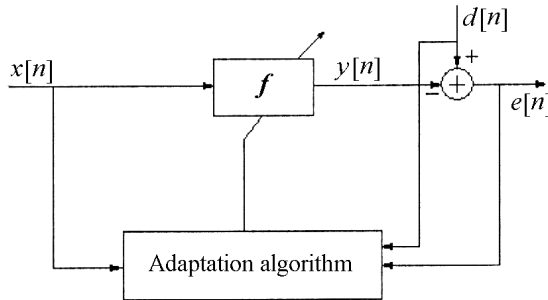 d[n]
x[n]
f
y[n]
+
−
+
e[n]
Adaptation algorithm